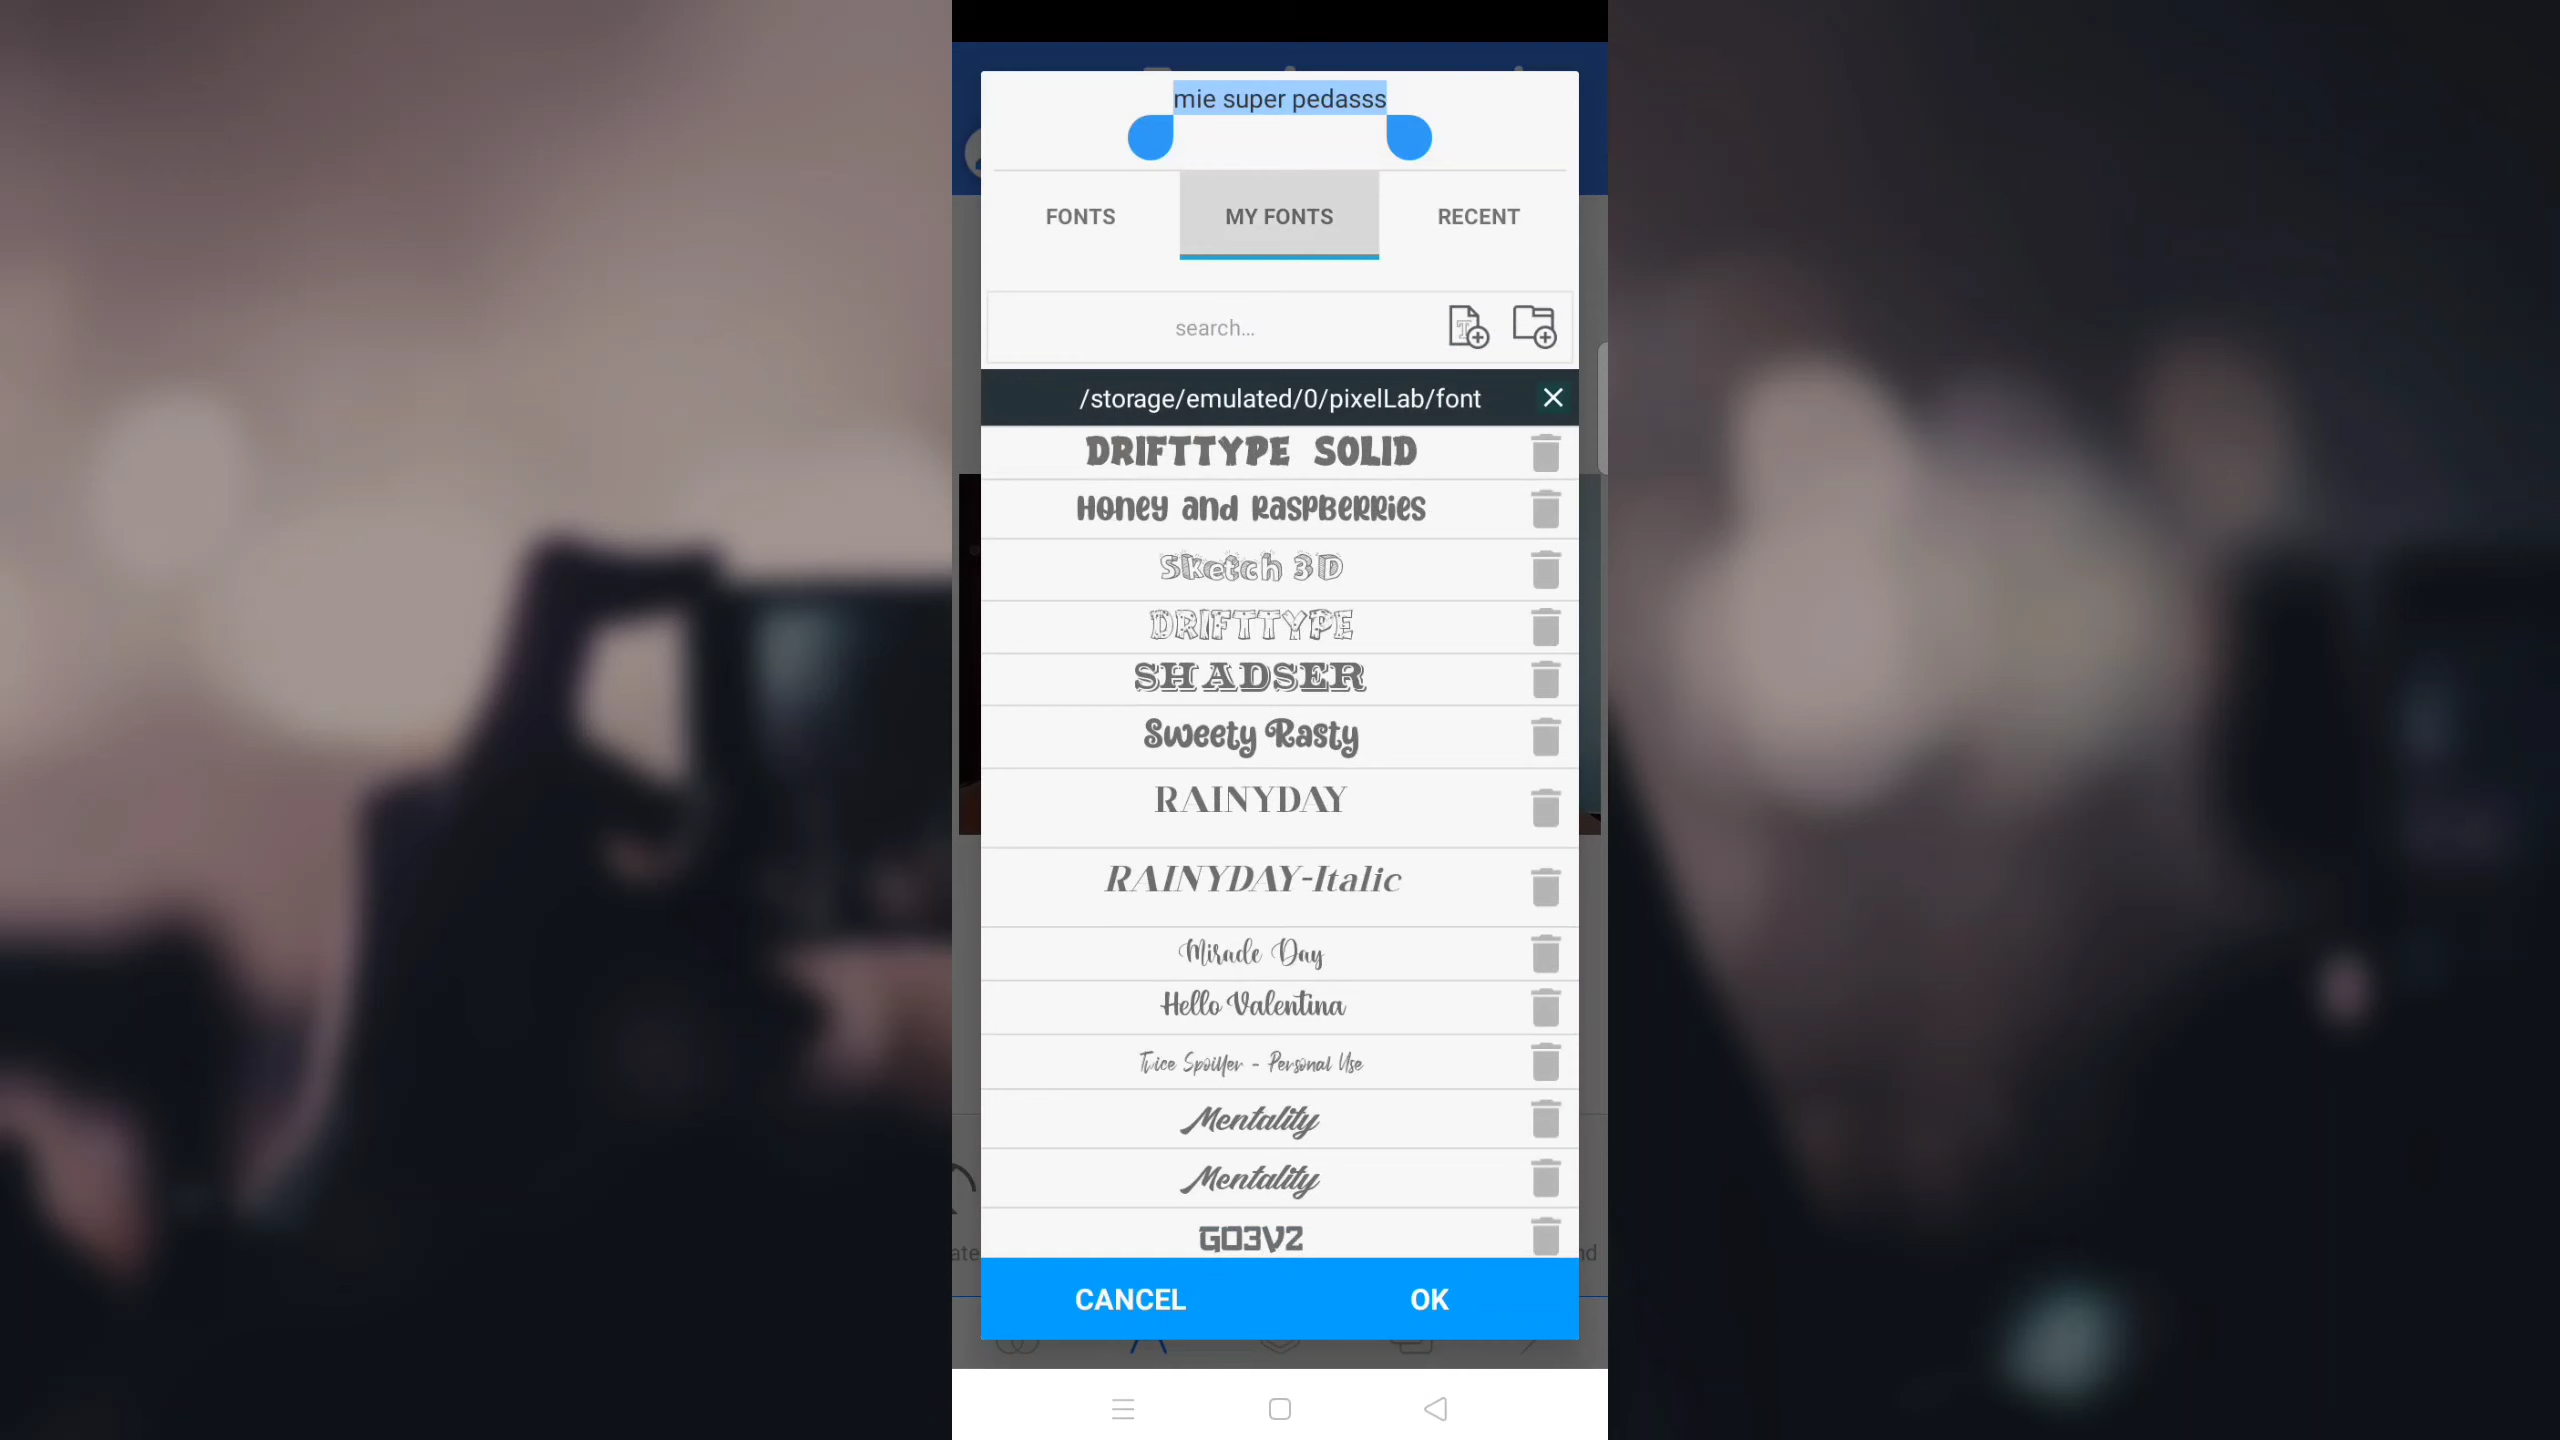 mie super pedasss
FONTS
MY FONTS
RECENT
search...
/storage/emulated/0/pixelLab/font
DRIFTTYPE SOLID
Honey and Raspberries
Sketch 3D
DRIFTTYPE
SHADSER
Sweety Rasty
RAINYDAY
RAINYDAY-Italic
Miracle Day
Hello Valentina
Twice Spoiller - Personal Use
Mentality
Mentality
GO3V2
CANCEL
OK